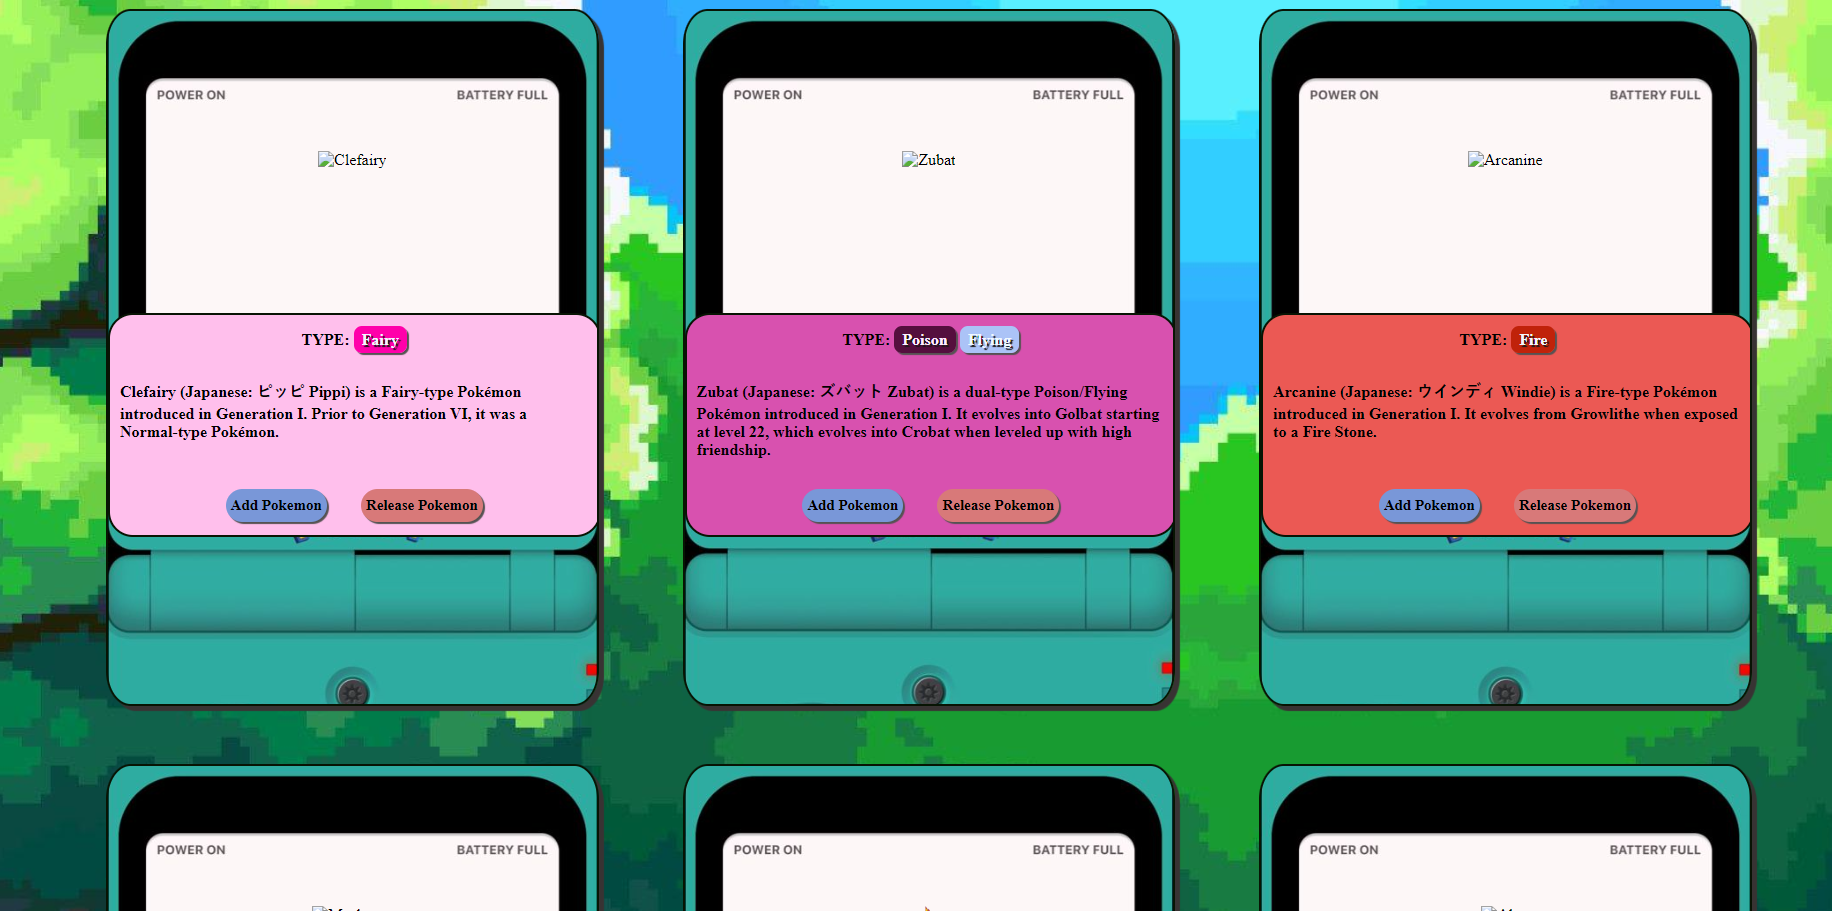 POWER ON BATTERY FULL
Clefairy
TYPE: Fairy
Clefairy (Japanese: ピッピ Pippi) is a Fairy-type Pokémon
introduced in Generation I. Prior to Generation VI, it was a
Normal-type Pokémon.
Add Pokemon Release Pokemon
POWER ON BATTERY FULL
Zubat
TYPE: Poison Flying
Zubat (Japanese: ズバット Zubat) is a dual-type Poison/Flying
Pokémon introduced in Generation I. It evolves into Golbat starting
at level 22, which evolves into Crobat when leveled up with high
friendship.
Add Pokemon Release Pokemon
POWER ON BATTERY FULL
Arcanine
TYPE: Fire
Arcanine (Japanese: ウインディ Windie) is a Fire-type Pokémon
introduced in Generation I. It evolves from Growlithe when exposed
to a Fire Stone.
Add Pokemon Release Pokemon
POWER ON BATTERY FULL
POWER ON BATTERY FULL
POWER ON BATTERY FULL